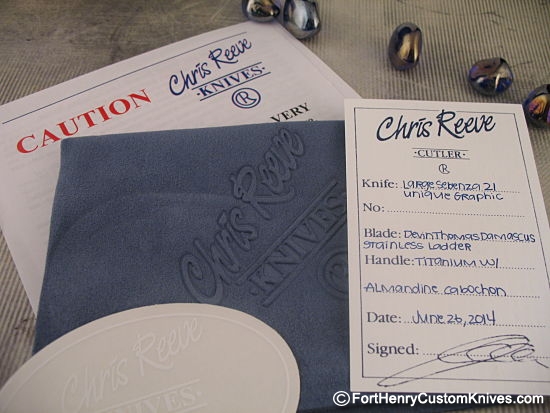 Chris Reeve
·KNIVES·
®
CAUTION
VERY
Chris Reeve
·KNIVES·
®
Chris Reeve
KNIVES
Chris Reeve
·CUTLER·
®
Knife: Large Sebenza 21
unique Graphic
No:
Blade: Devin Thomas Damascus
Stainless Ladder
Handle: Titanium w/
Almandine Cabochon
Date: June 26, 2014
Signed:
© FortHenryCustomKnives.com